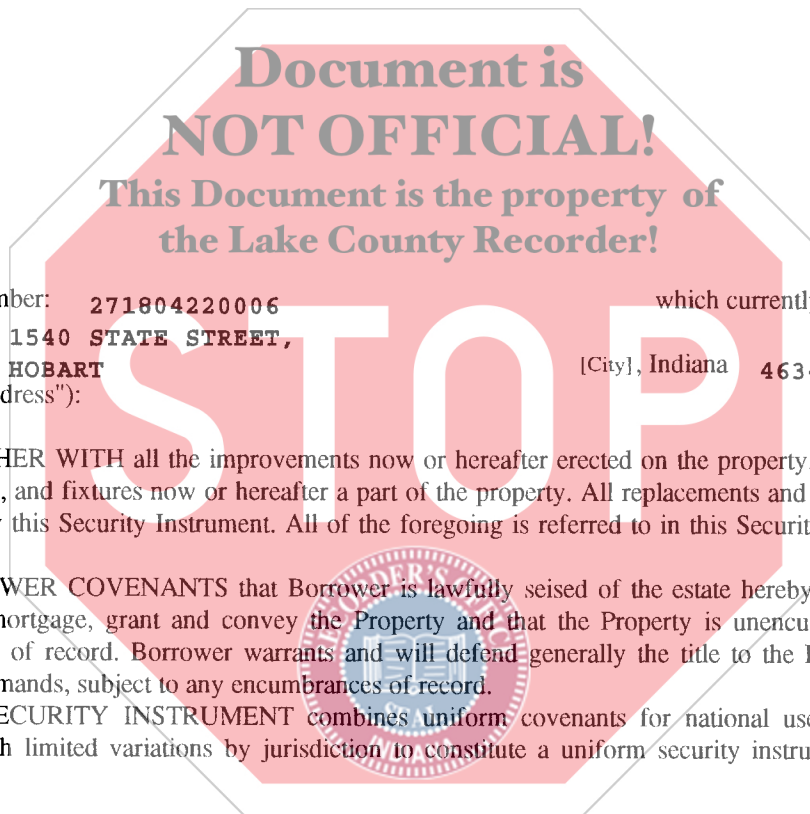 Document is
NOT OFFICIAL!
This Document is the property of
the Lake County Recorder!
nber: 271804220006 which currentl
1540 STATE STREET,
HOBART [City], Indiana 463
dress"):
STOP
HER WITH all the improvements now or hereafter erected on the property
, and fixtures now or hereafter a part of the property. All replacements and
this Security Instrument. All of the foregoing is referred to in this Securit
WER COVENANTS that Borrower is lawfully seised of the estate hereby
nortgage, grant and convey the Property and that the Property is unencu
of record. Borrower warrants and will defend generally the title to the
mands, subject to any encumbrances of record.
ECURITY INSTRUMENT combines uniform covenants for national us
h limited variations by jurisdiction to constitute a uniform security instru
SEAL